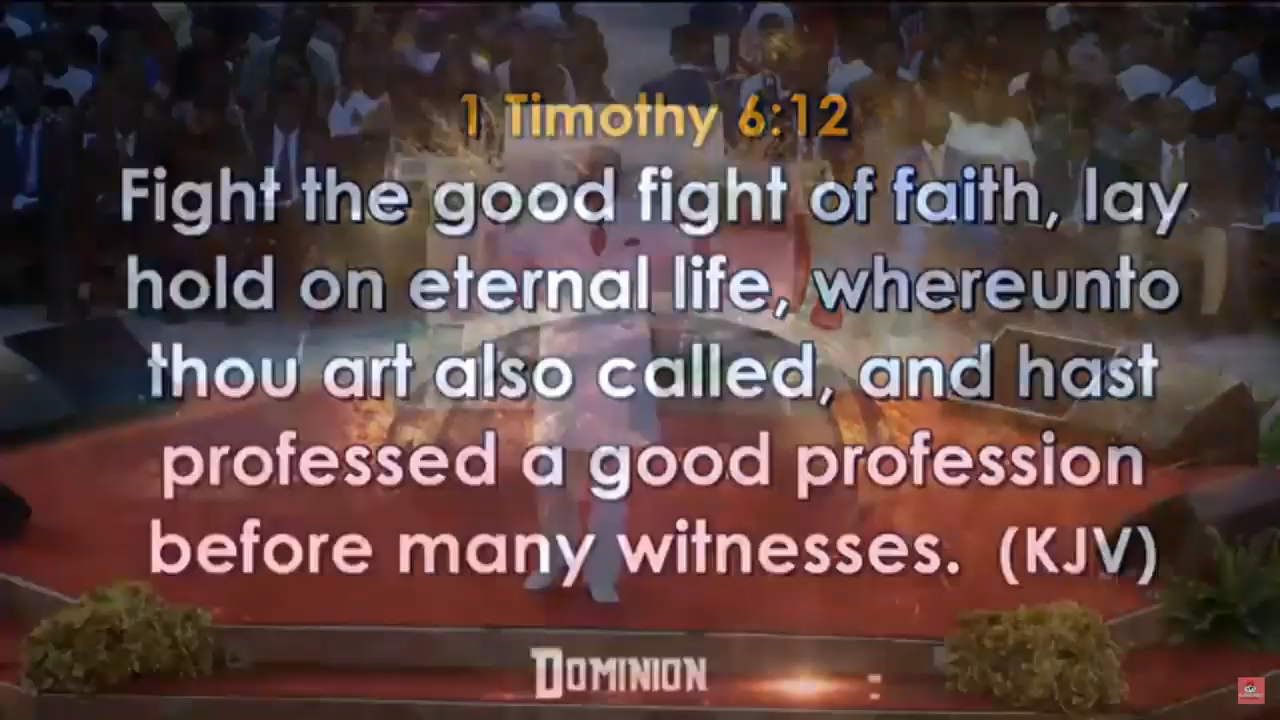 1 Timothy 6:12
Fight the good fight of faith, lay
hold on eternal life, whereunto
thou art also called, and hast
professed a good profession
before many witnesses. (KJV)
DOMINION